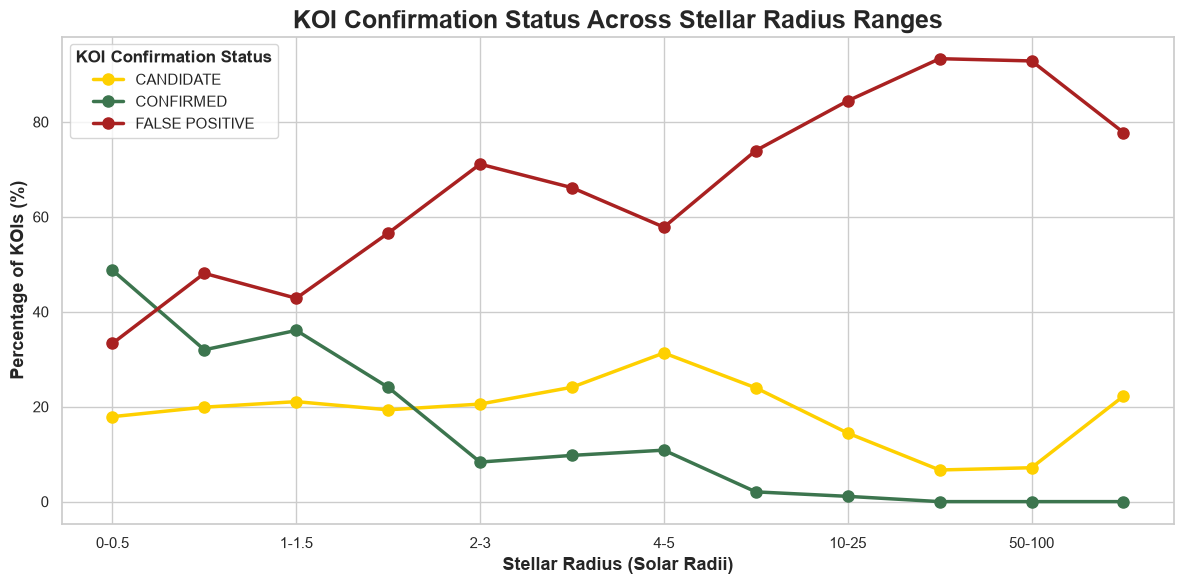 KOI Confirmation Status Across Stellar Radius Ranges
KOI Confirmation Status
CANDIDATE
CONFIRMED
FALSE POSITIVE
Percentage of KOIs (%)
80
60
40
20
0
0-0.5
1-1.5
2-3
4-5
10-25
50-100
Stellar Radius (Solar Radii)